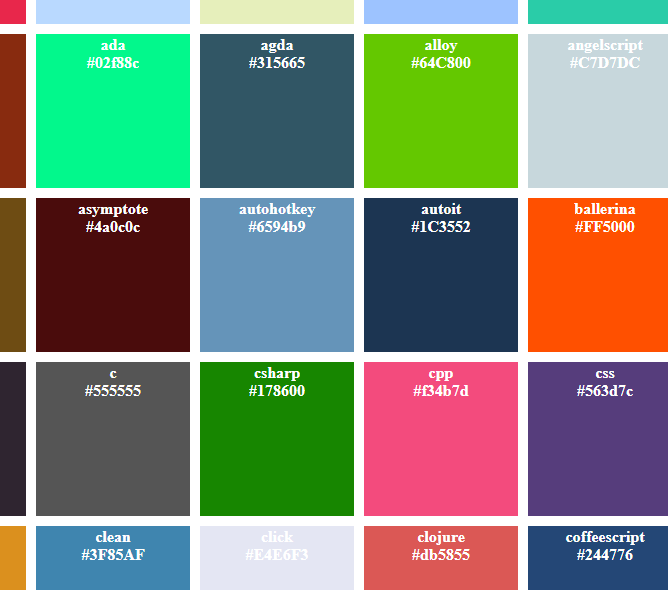 ada
#02f88c
agda
#315665
alloy
#64C800
angelscript
#C7D7DC
asymptote
#4a0c0c
autohotkey
#6594b9
autoit
#1C3552
ballerina
#FF5000
c
#555555
csharp
#178600
cpp
#f34b7d
css
#563d7c
clean
#3F85AF
click
#E4E6F3
clojure
#db5855
coffeescript
#244776